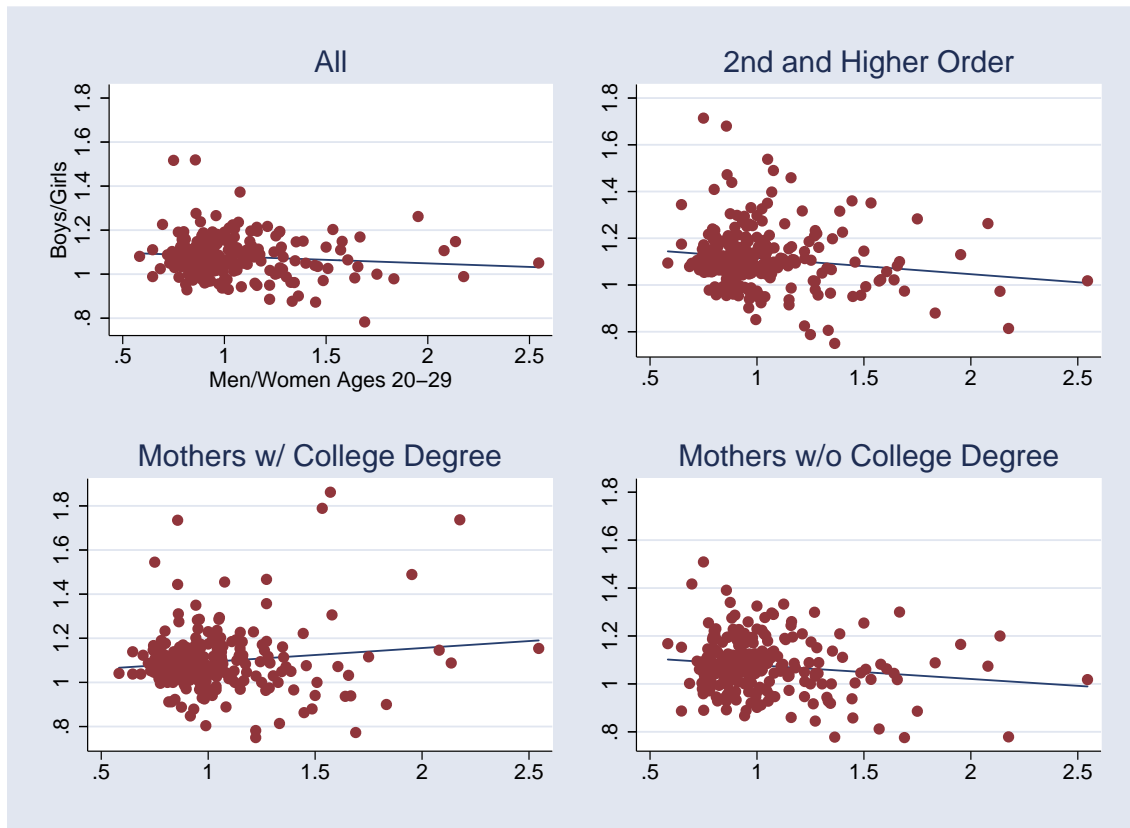 All
2nd and Higher Order
Boys/Girls
.8 1 1.2 1.4 1.6 1.8
.5 1 1.5 2 2.5
Men/Women Ages 20−29
.8 1 1.2 1.4 1.6 1.8
.5 1 1.5 2 2.5
Mothers w/ College Degree
Mothers w/o College Degree
.8 1 1.2 1.4 1.6 1.8
.5 1 1.5 2 2.5
.8 1 1.2 1.4 1.6 1.8
.5 1 1.5 2 2.5